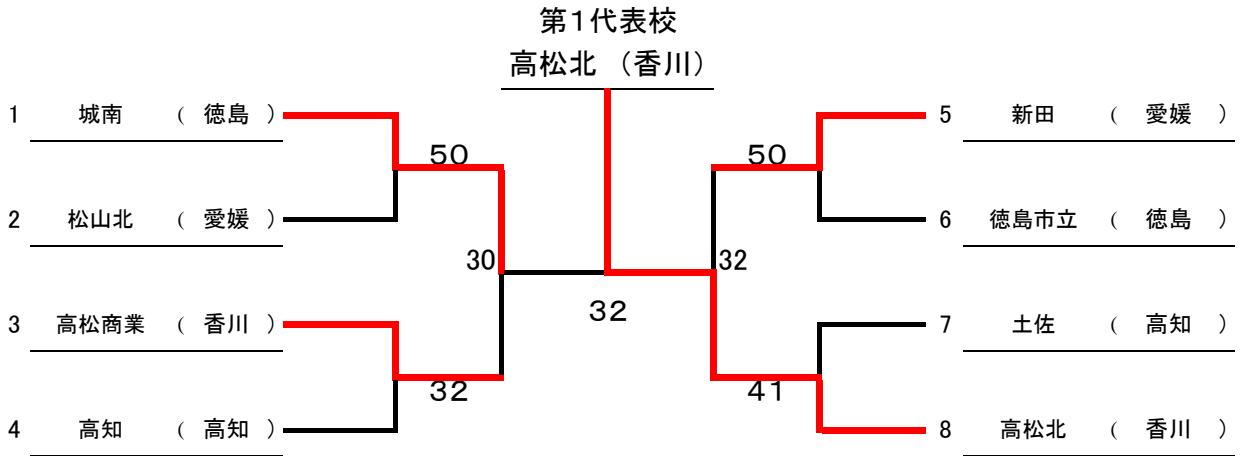 第1代表校
高松北 （香川）
1 城南 ( 徳島 )
50
2 松山北 ( 愛媛 )
30
3 高松商業 ( 香川 )
32
4 高知 ( 高知 )
32
5 新田 ( 愛媛 )
50
6 徳島市立 ( 徳島 )
32
7 土佐 ( 高知 )
41
8 高松北 ( 香川 )